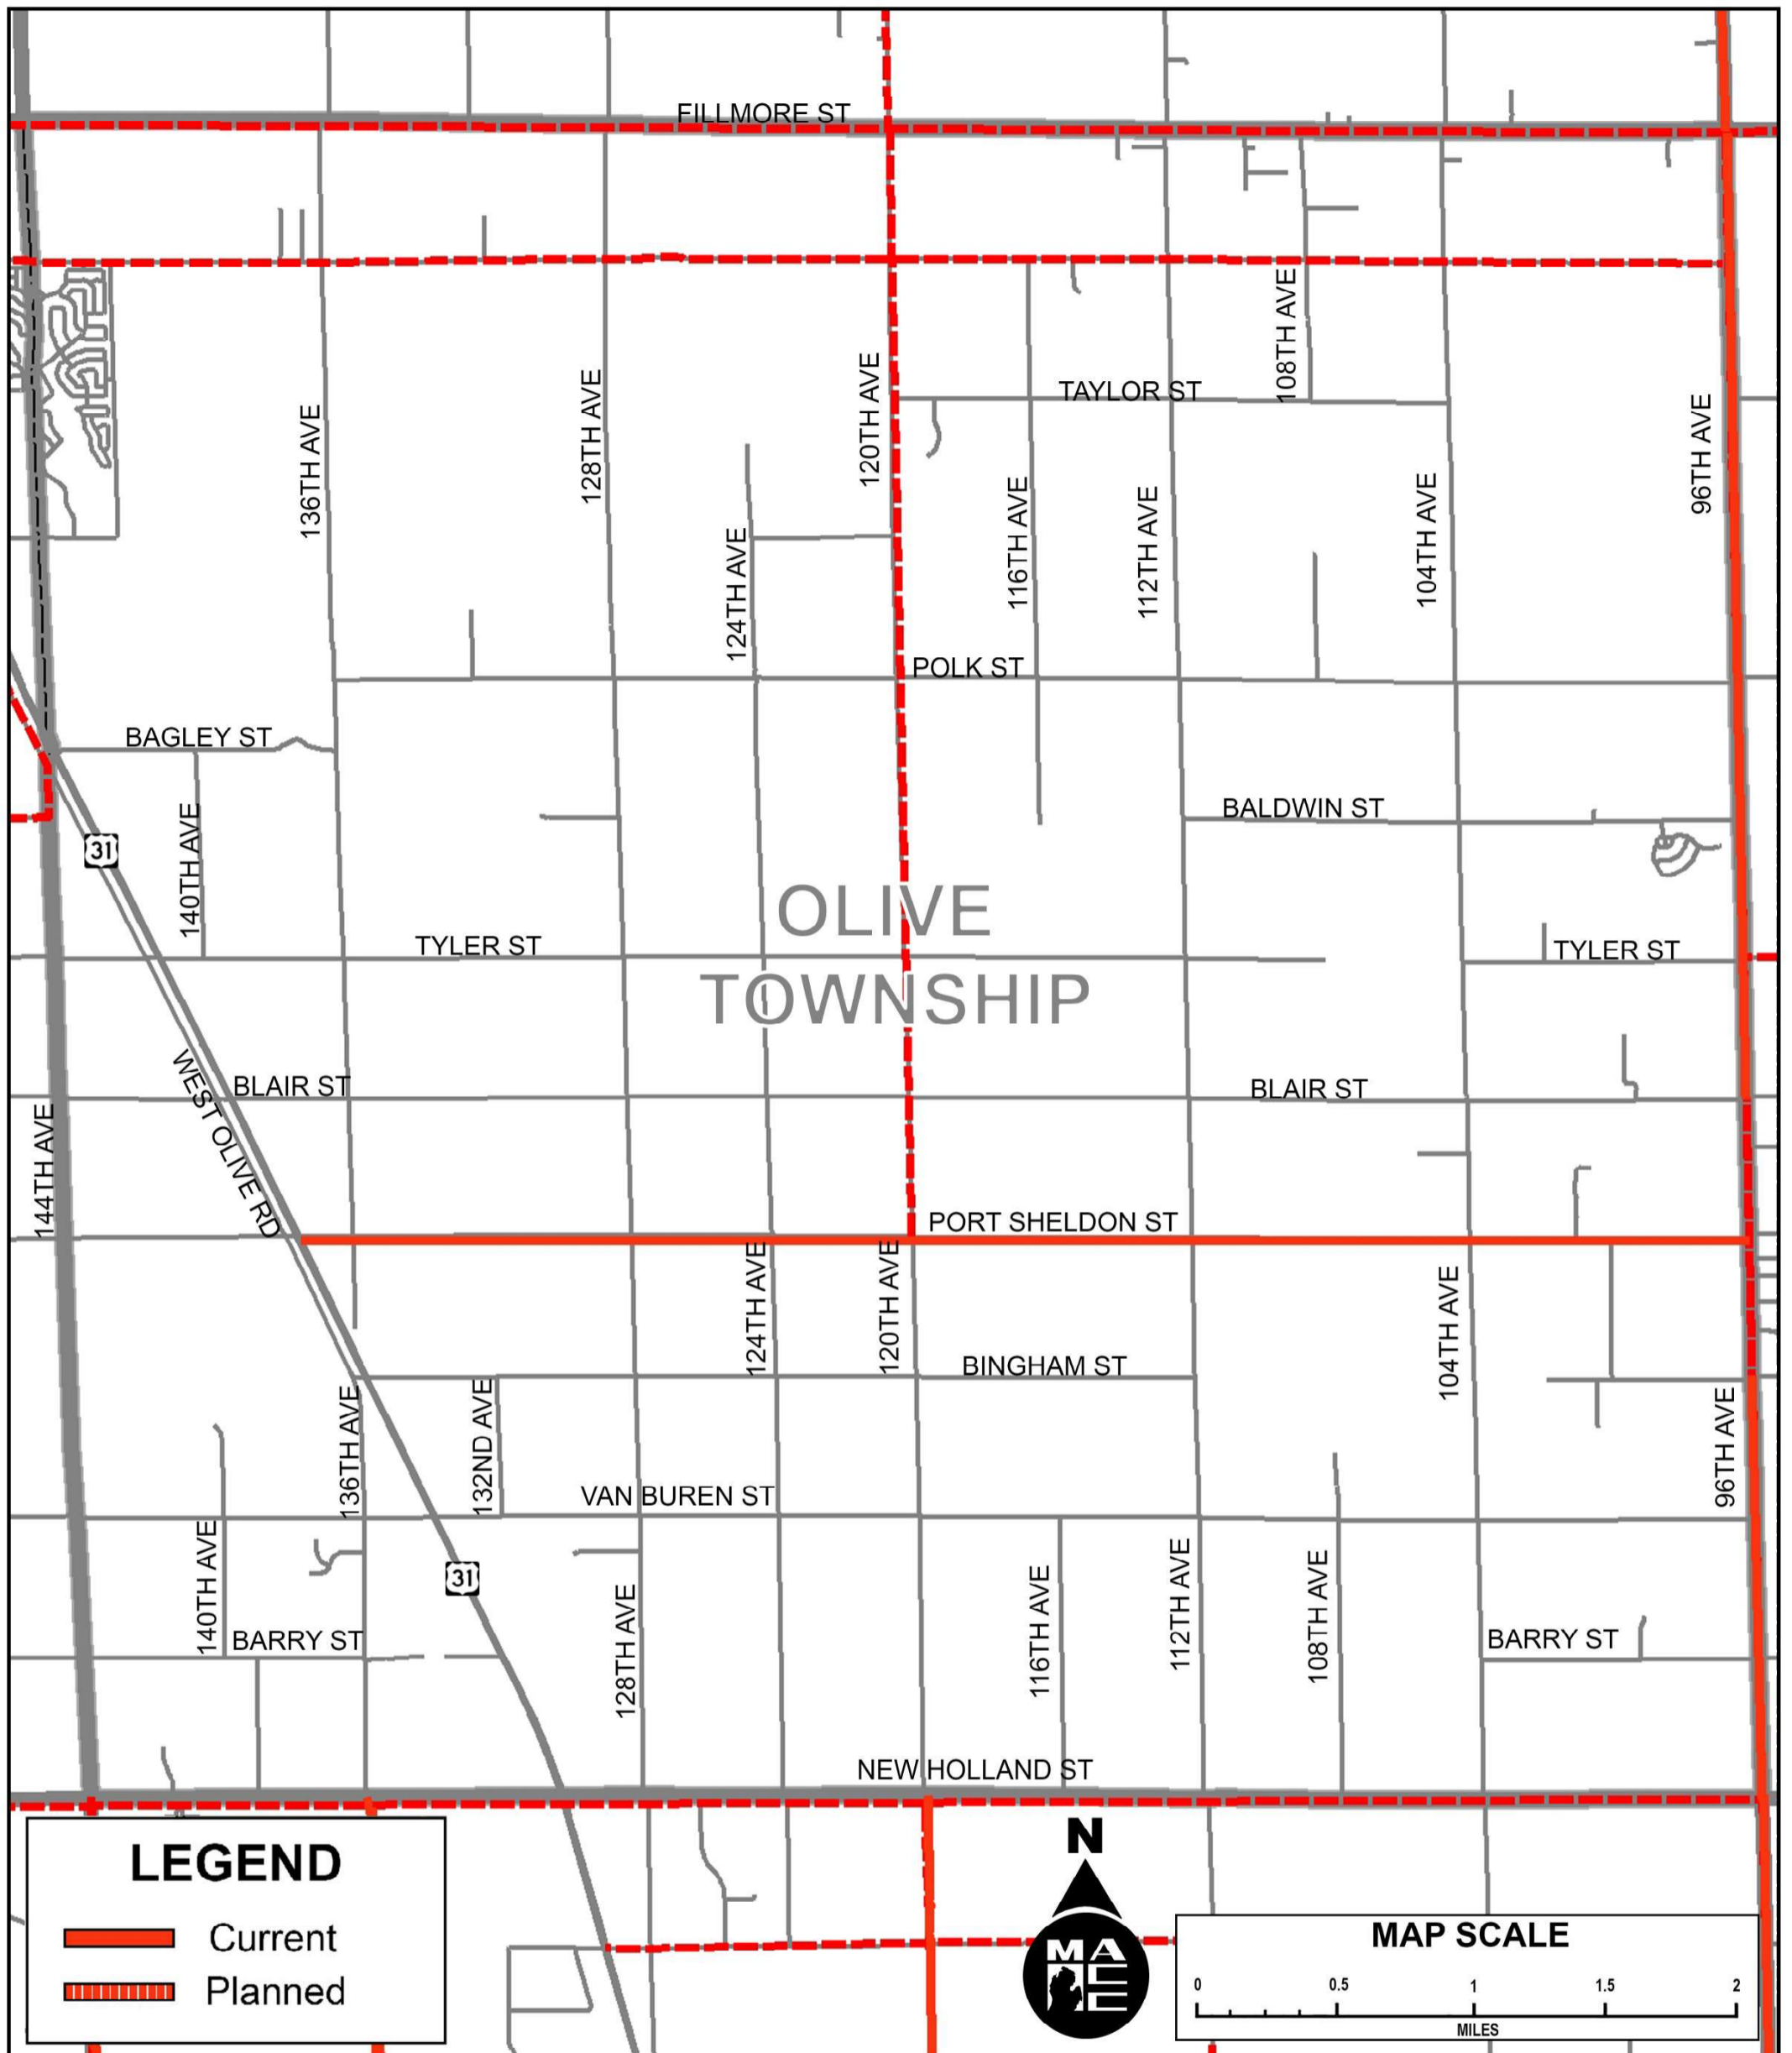 FILLMORE ST
108TH AVE
120TH AVE
128TH AVE
TAYLOR ST
96TH AVE
136TH AVE
104TH AVE
116TH AVE
112TH AVE
124TH AVE
POLK ST
BAGLEY ST
BALDWIN ST
140TH AVE
31
OLIVE
TOWNSHIP
TYLER ST
TYLER ST
WEST OLIVE RD
BLAIR ST
BLAIR ST
144TH AVE
PORT SHELDON ST
124TH AVE
120TH AVE
104TH AVE
BINGHAM ST
136TH AVE
132ND AVE
96TH AVE
VAN BUREN ST
140TH AVE
31
128TH AVE
116TH AVE
112TH AVE
108TH AVE
BARRY ST
BARRY ST
NEW HOLLAND ST
LEGEND
Current
Planned
N
MA
EE
MAP SCALE
0 0.5 1 1.5 2
MILES